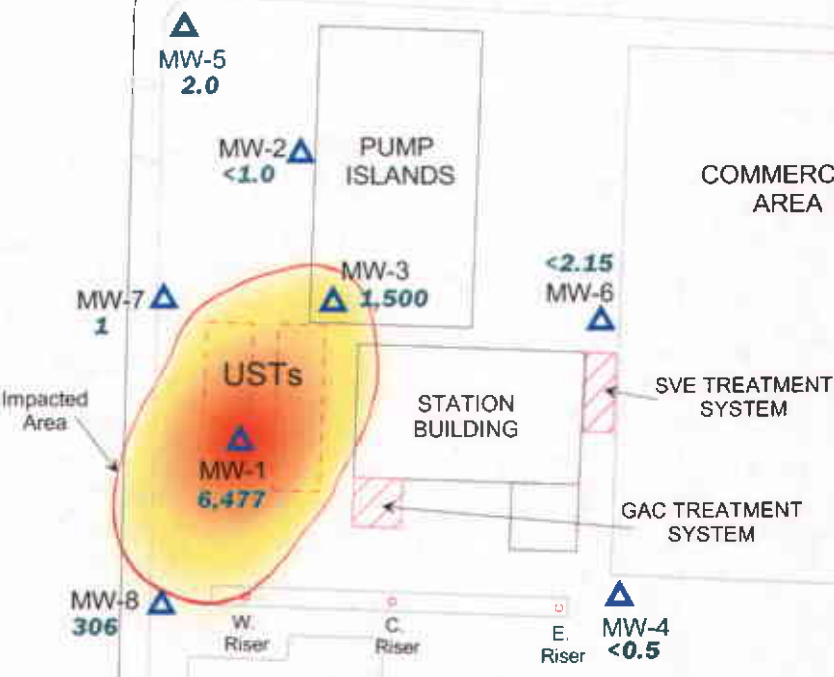 MW-5
2.0
MW-2
<1.0
PUMP
ISLANDS
COMMERC
AREA
MW-7
1
MW-3
1,500
<2.15
MW-6
USTs
Impacted
Area
STATION
BUILDING
SVE TREATMENT
SYSTEM
MW-1
6,477
GAC TREATMENT
SYSTEM
MW-8
306
W.
Riser
C.
Riser
E.
Riser
MW-4
<0.5